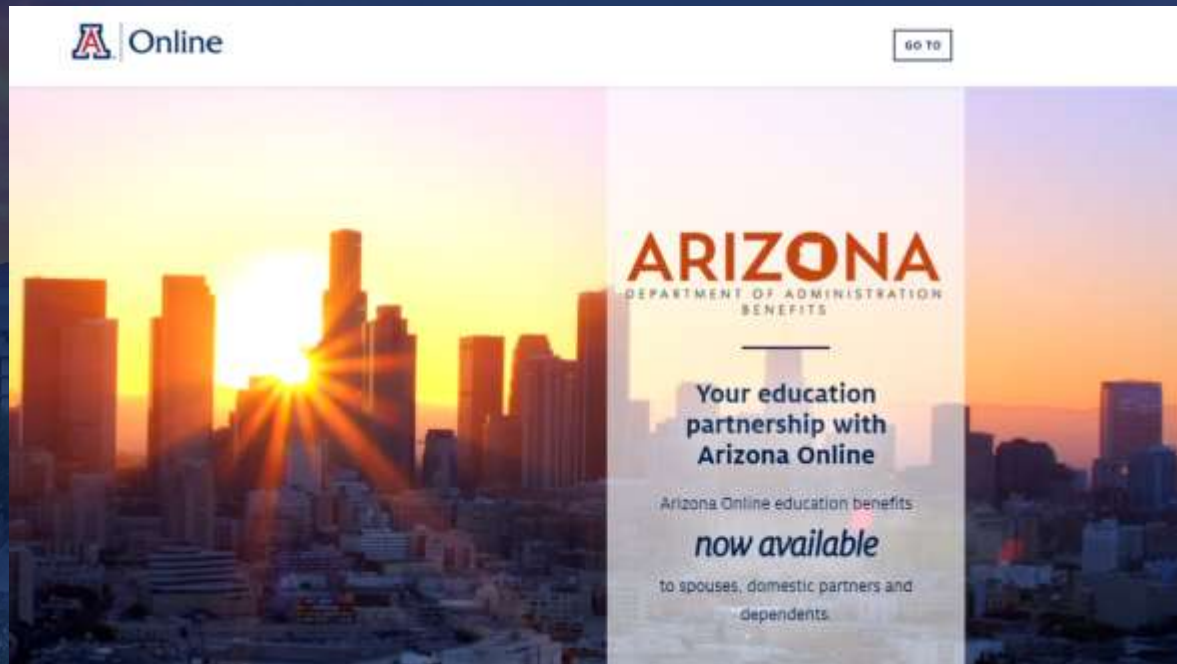 A Online
GO TO
ARIZONA
DEPARTMENT OF ADMINISTRATION
BENEFITS
Your education
partnership with
Arizona Online
Arizona Online education benefits
now available
to spouses, domestic partners and
dependents